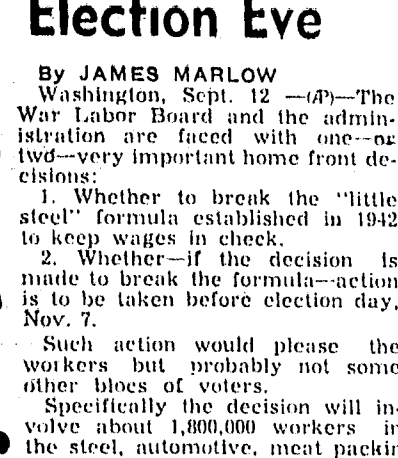 Election Eve
By JAMES MARLOW
Washington, Sept. 12 —(AP)—The
War Labor Board and the admin-
istration are faced with one—or
two—very important home front de-
cisions:
1. Whether to break the "little
steel" formula established in 1942
to keep wages in check.
2. Whether—if the decision is
made to break the formula—action
is to be taken before election day,
Nov. 7.
Such action would please the
workers but probably not some
other blocs of voters.
Specifically the decision will in-
volve about 1,800,000 workers in
the steel, automotive, meat packin